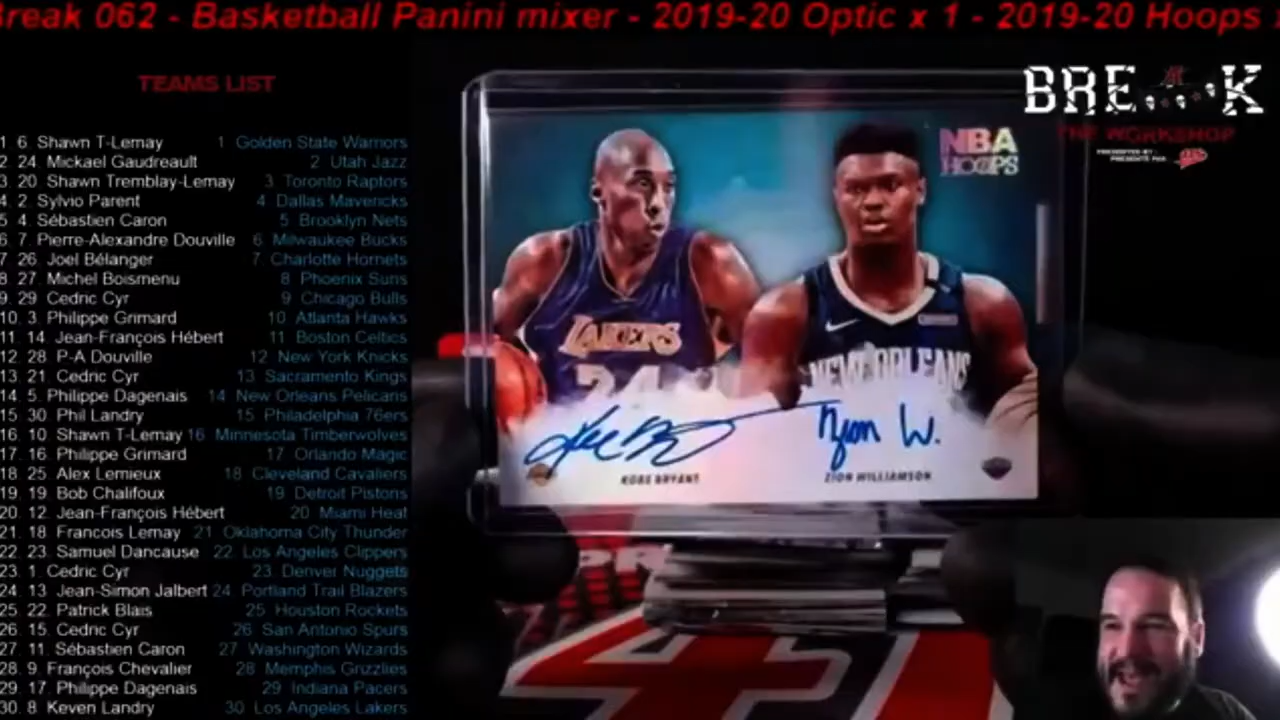 Break 062 - Basketball Panini mixer - 2019-20 Optic x 1 - 2019-20 Hoops x
TEAMS LIST
1 6. Shawn T-Lemay 1 Golden State Warriors
2 24. Mickael Gaudreault 2 Utah Jazz
3. 20. Shawn Tremblay-Lemay 3 Toronto Raptors
4 2. Sylvio Parent 4 Dallas Mavericks
5 4. Sébastien Caron 5 Brooklyn Nets
6 7. Pierre-Alexandre Douville 6 Milwaukee Bucks
7 26 Joel Bélanger 7. Charlotte Hornets
8 27. Michel Boismenu 8 Phoenix Suns
9. 29 Cedric Cyr 9 Chicago Bulls
10. 3. Philippe Grimard 10 Atlanta Hawks
11. 14 Jean-François Hébert 11 Boston Celtics
12. 28 P-A Douville 12 New York Knicks
13 21. Cedric Cyr 13 Sacramento Kings
14 5. Philippe Dagenais 14 New Orleans Pelicans
15 30 Phil Landry 15 Philadelphia 76ers
16. 10 Shawn T-Lemay 16 Minnesota Timberwolves
17. 16 Philippe Grimard 17 Orlando Magic
18 25 Alex Lemieux 18 Cleveland Cavaliers
19. 19 Bob Chalifoux 19 Detroit Pistons
20. 12 Jean-François Hébert 20 Miami Heat
21. 18 Francois Lemay 21 Oklahoma City Thunder
22. 23. Samuel Dancause 22 Los Angeles Clippers
23. 1. Cedric Cyr 23. Denver Nuggets
24. 13 Jean-Simon Jalbert 24 Portland Trail Blazers
25 22. Patrick Blais 25 Houston Rockets
26. 15. Cedric Cyr 26 San Antonio Spurs
27. 11. Sébastien Caron 27 Washington Wizards
28. 9. François Chevalier 28 Memphis Grizzlies
29. 17. Philippe Dagenais 29 Indiana Pacers
30. 8 Keven Landry 30 Los Angeles Lakers
BRE K
THE WORKSHOP
PRESENTED BY
NBA
HOOPS
LAKERS
24
NEW ORLEANS
Zion W.
KOBE BRYANT
ZION WILLIAMSON